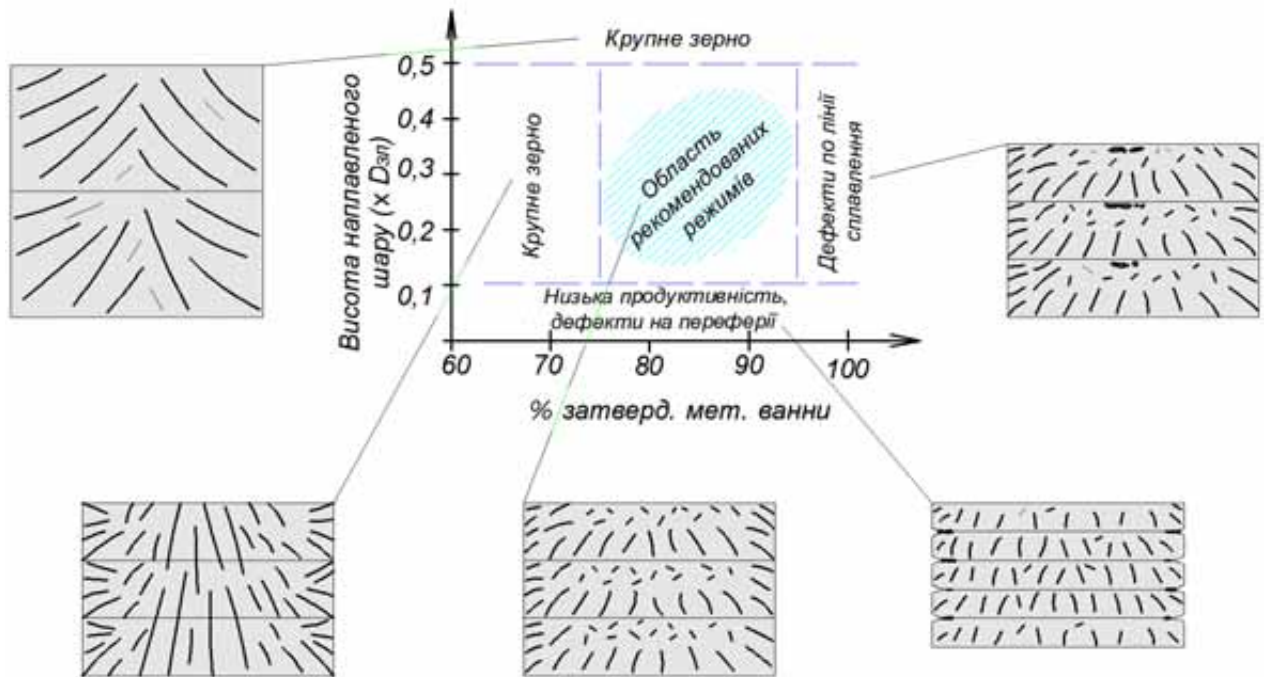 Крупне зерно
Висота наплавленого
шару (x Dзл)
0,5
0,4
0,3
0,2
0,1
Крупне зерно
Область
рекомендованих
режимів
Дефекти по лінії
сплавлення
Низька продуктивність,
дефекти на переферії
60
70
80
90
100
% затверд. мет. ванни